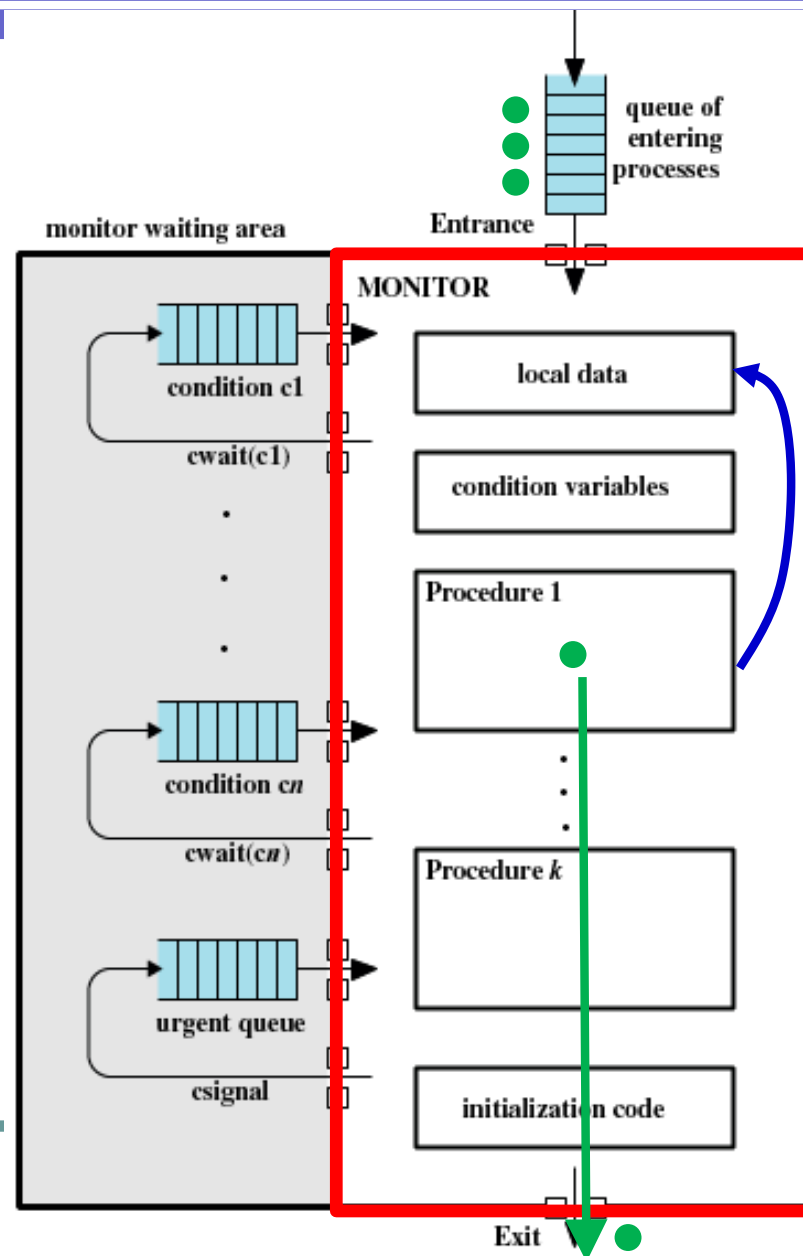 queue of
entering
processes
Entrance
monitor waiting area
MONITOR
condition c1
cwait(c1)
local data
condition variables
Procedure 1
condition cn
cwait(cn)
Procedure k
urgent queue
csignal
initialization code
Exit